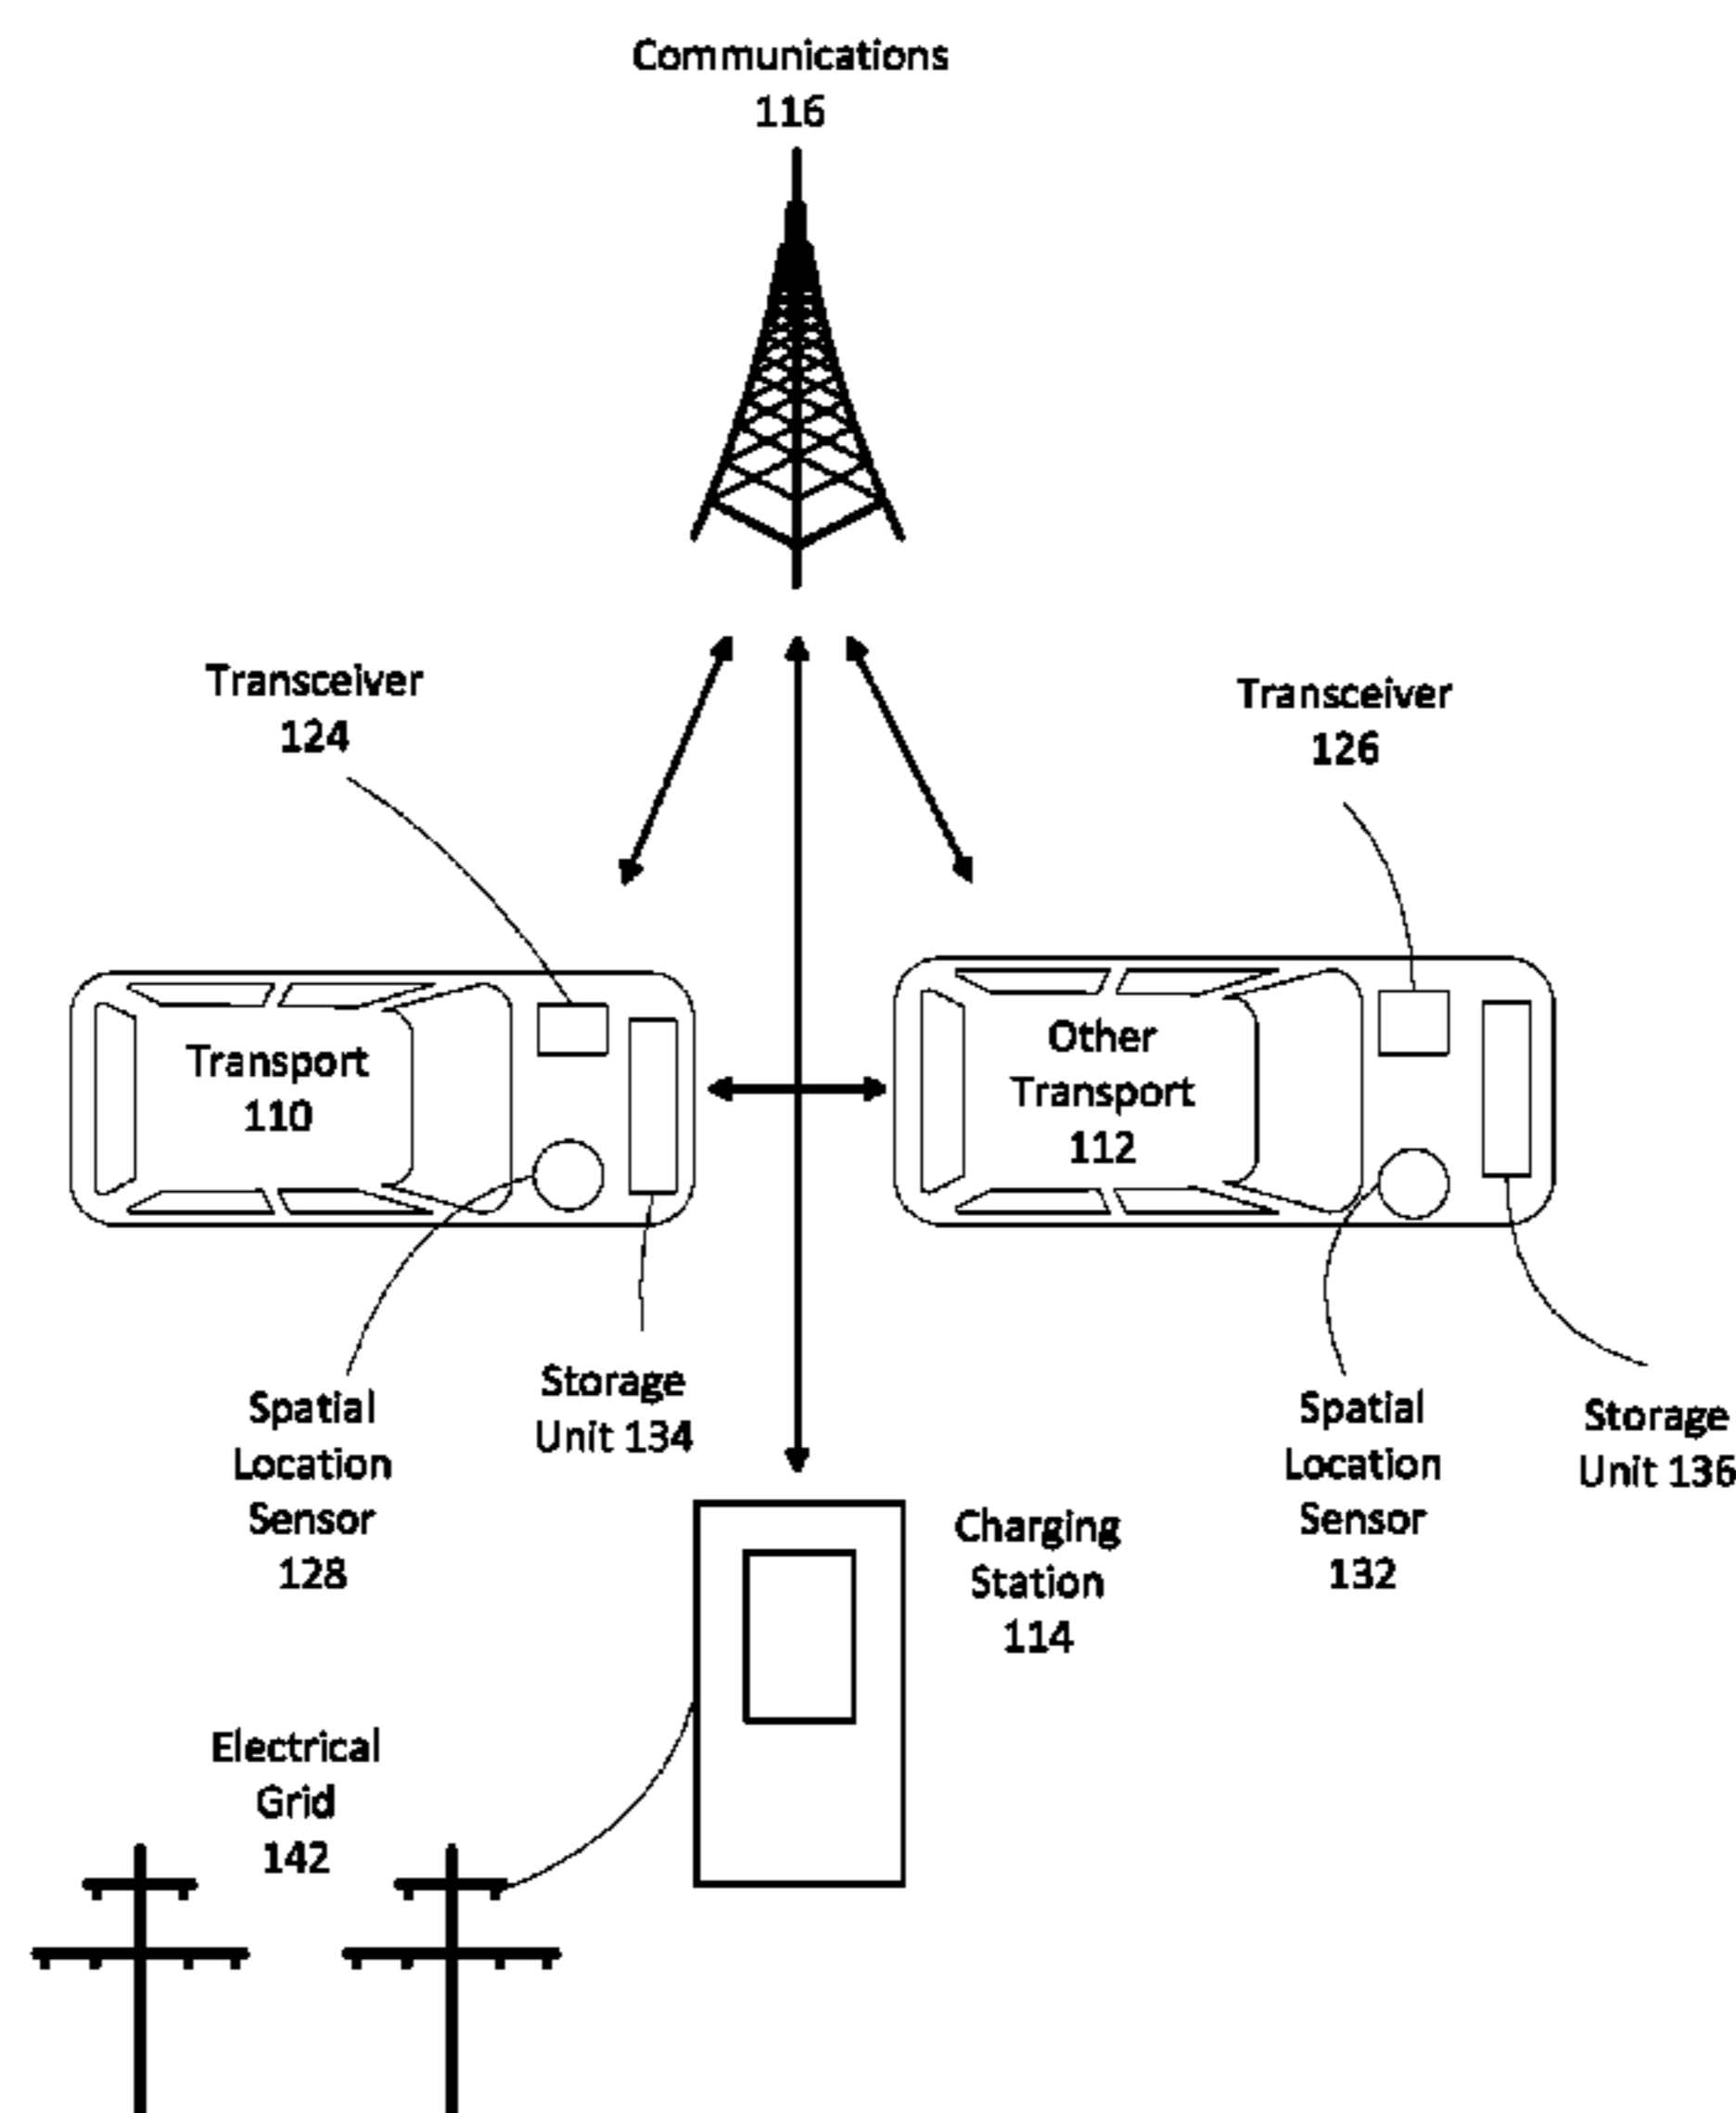 Communications
116
Transceiver
124
Transceiver
126
Transport
110
Other
Transport
112
Spatial
Location
Sensor
128
Storage
Unit 134
Spatial
Location
Sensor
132
Storage
Unit 136
Charging
Station
114
Electrical
Grid
142